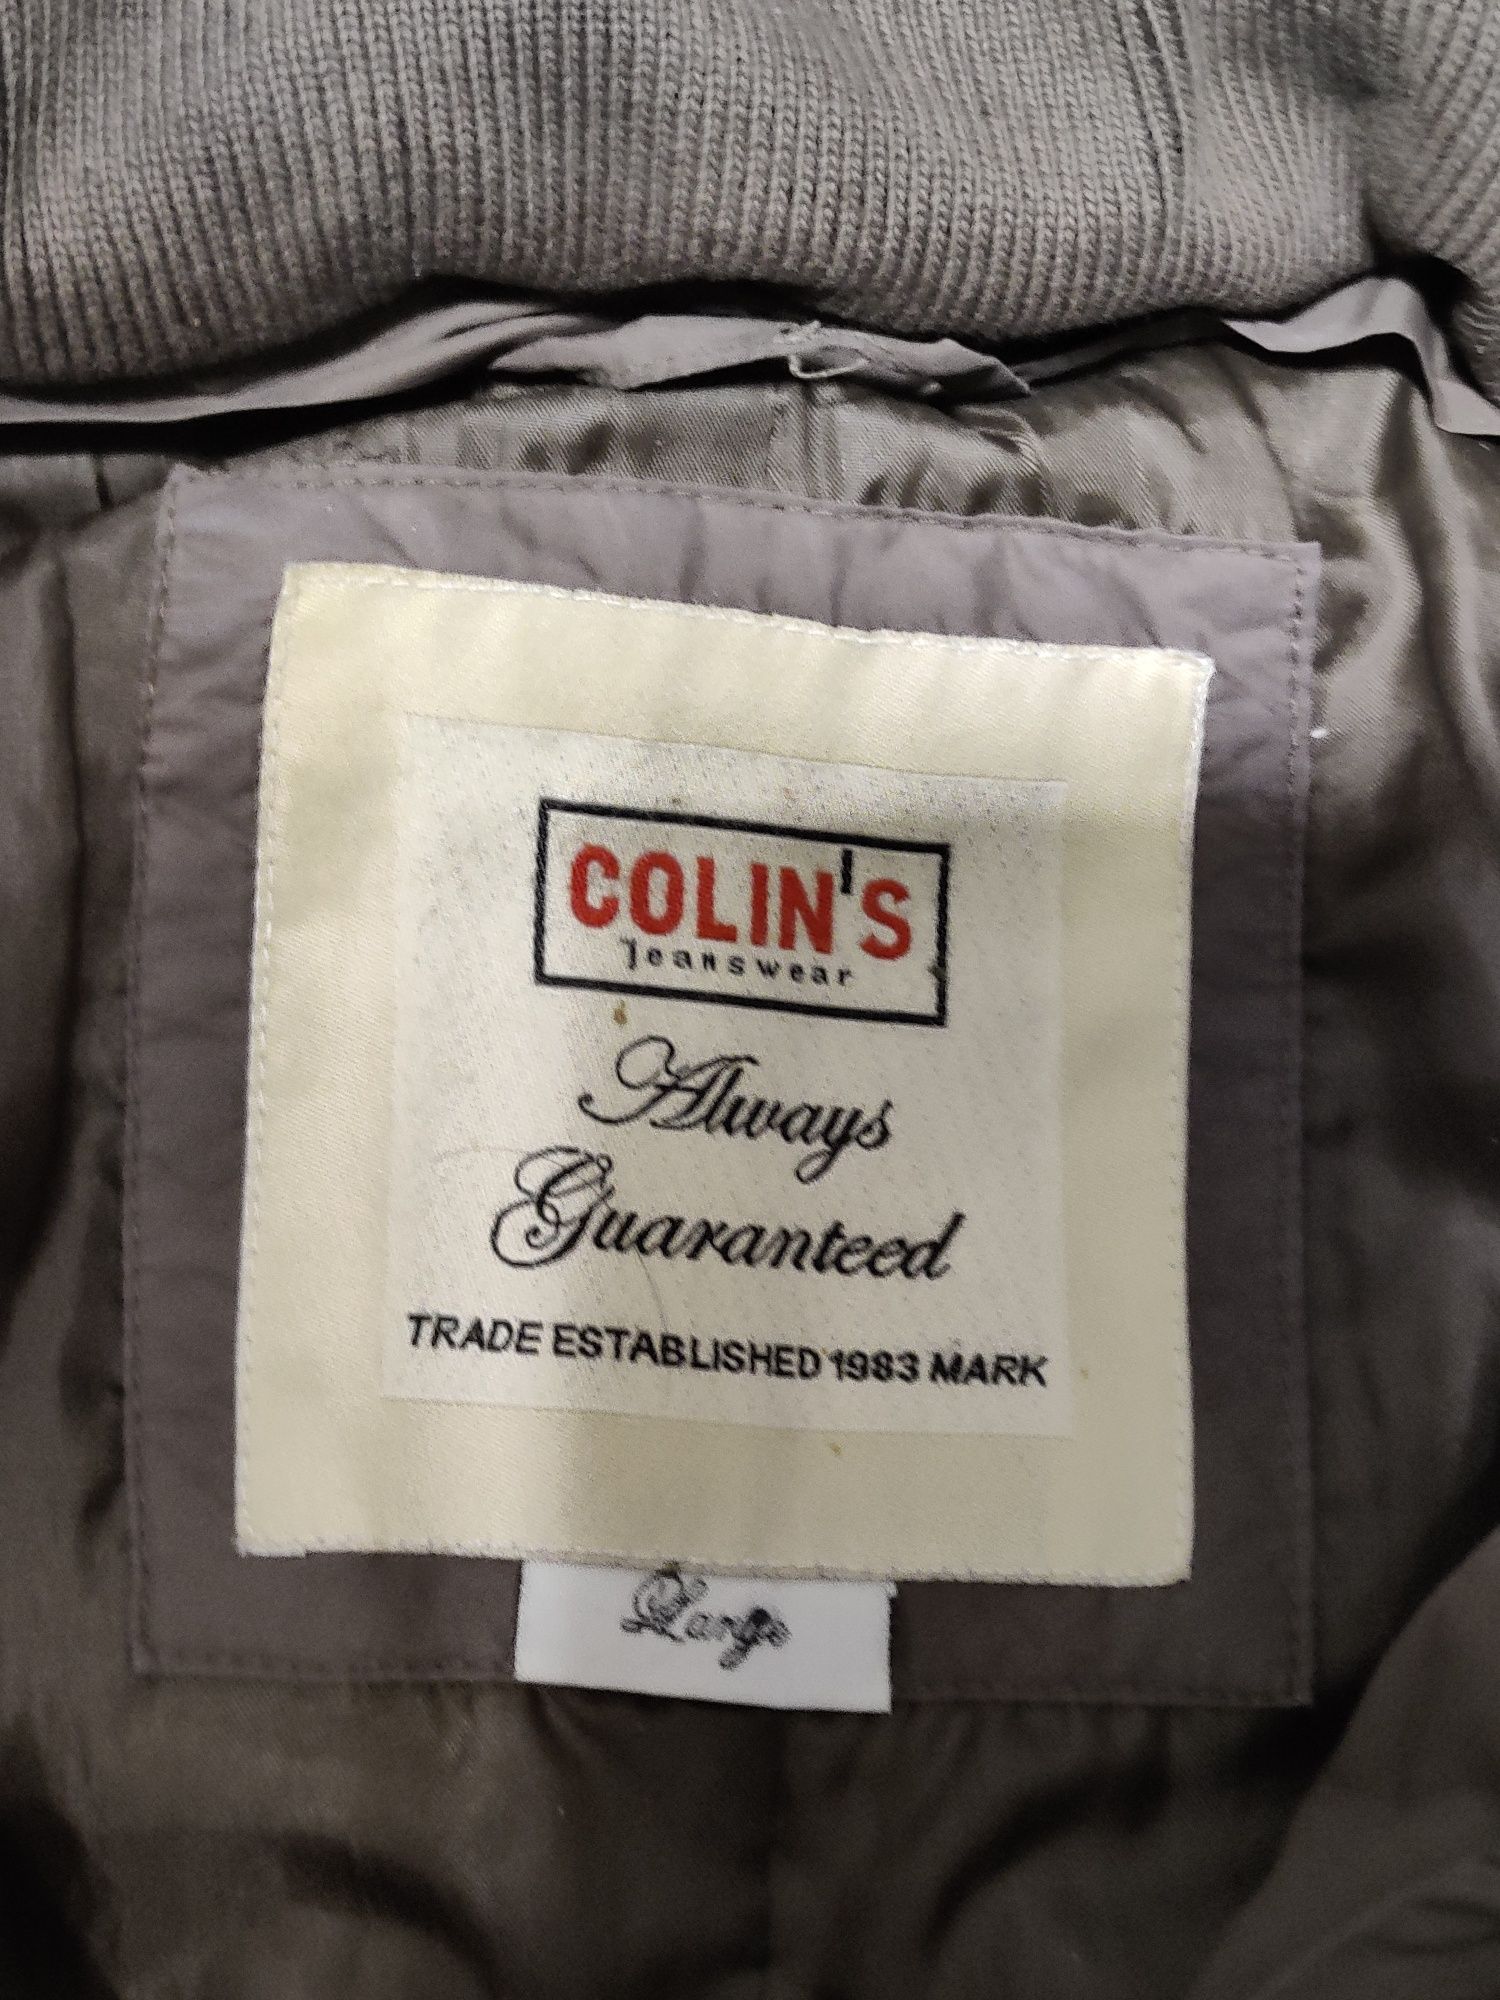 COLIN'S
Jeanswear
Always
Guaranteed
TRADE ESTABLISHED 1983 MARK
Large